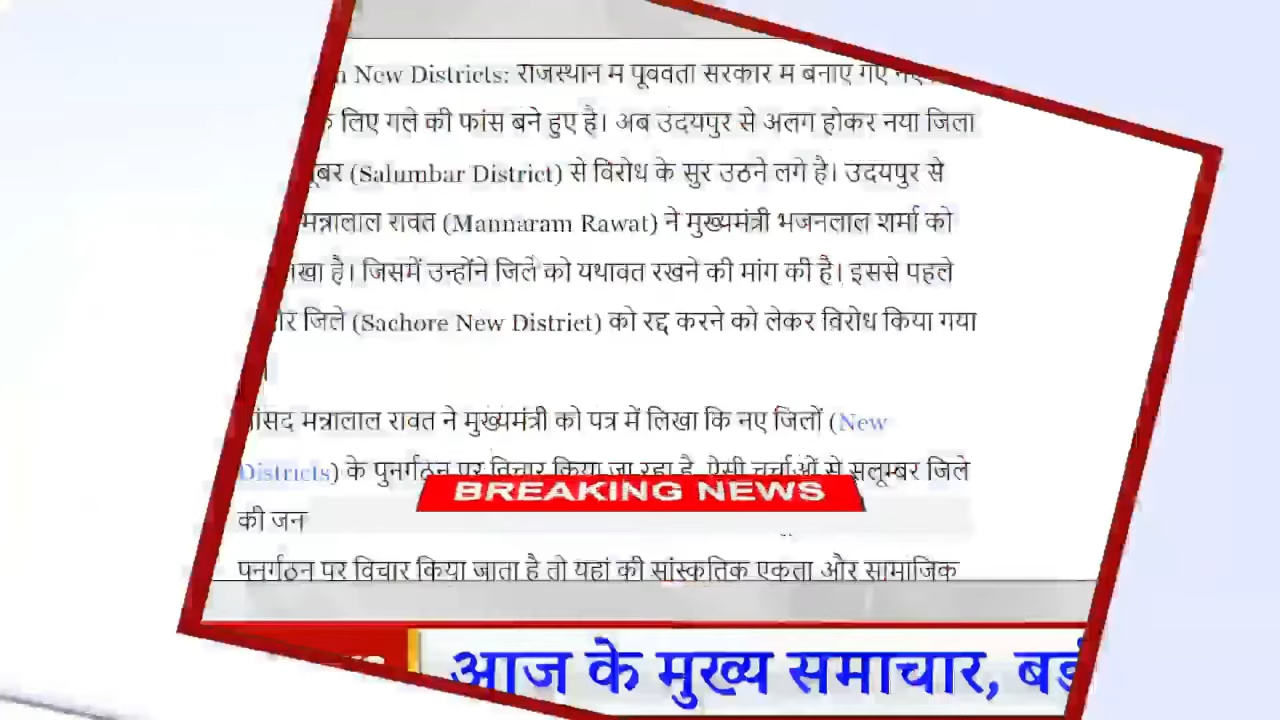 New Districts: राजस्थान म पूववता सरकार म बनाए गए
लिए गले की फांस बने हुए है। अब उदयपुर से अलग होकर नया जिला
(Salumbar District) से विरोध के सुर उठने लगे है। उदयपुर से
मन्नालाल रावत (Mannaram Rawat) ने मुख्यमंत्री भजनलाल शर्मा को
है। जिसमें उन्होंने जिले को यथावत रखने की मांग की है। इससे पहले
जिले (Sachore New District) को रद्द करने को लेकर विरोध किया गया
मन्नालाल रावत ने मुख्यमंत्री को पत्र में लिखा कि नए जिलों (New
Districts) के पुनर्गठन पर विचार किया जा रहा है, ऐसी चर्चाओं से सलूम्बर जिले
BREAKING NEWS
की जन
पुनर्गठन पर विचार किया जाता है तो यहां की सांस्कृतिक एकता और सामाजिक
आज के मुख्य समाचार,